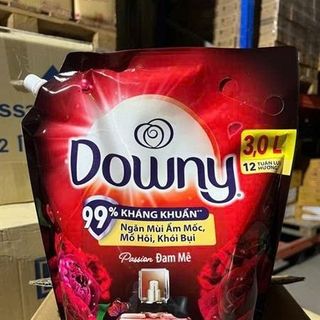 Downy
3,0 L
12 TUẦN LƯU
HƯƠNG
99% KHÁNG KHUẨN**
Ngăn Mùi Ẩm Mốc,
Mồ Hôi, Khói Bụi
Passion Đam Mê